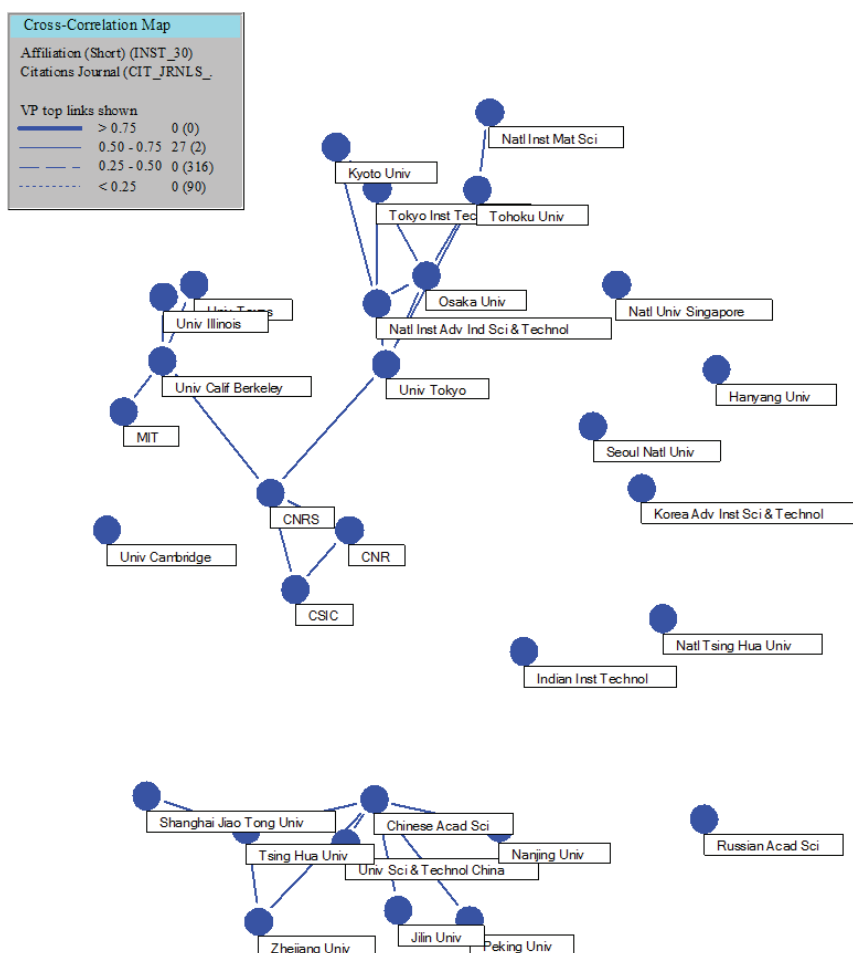 Cross-Correlation Map
Affiliation (Short) (INST_30)
Citations Journal (CIT_JRNLS_.
VP top links shown
> 0.75 0 (0)
0.50 - 0.75 27 (2)
0.25 - 0.50 0 (316)
< 0.25 0 (90)
Natl Inst Mat Sci
Kyoto Univ
Tokyo Inst Tec
Tohoku Univ
Osaka Univ
Natl Univ Singapore
Univ Texas
Univ Illinois
Natl Inst Adv Ind Sci & Technol
Univ Calif Berkeley
Univ Tokyo
Hanyang Univ
MIT
Seoul Natl Univ
Korea Adv Inst Sci & Technol
CNRS
Univ Cambridge
CNR
CSIC
Natl Tsing Hua Univ
Indian Inst Technol
Shanghai Jiao Tong Univ
Chinese Acad Sci
Russian Acad Sci
Tsing Hua Univ
Nanjing Univ
Univ Sci & Technol China
Jilin Univ
Zhejiang Univ
Peking Univ